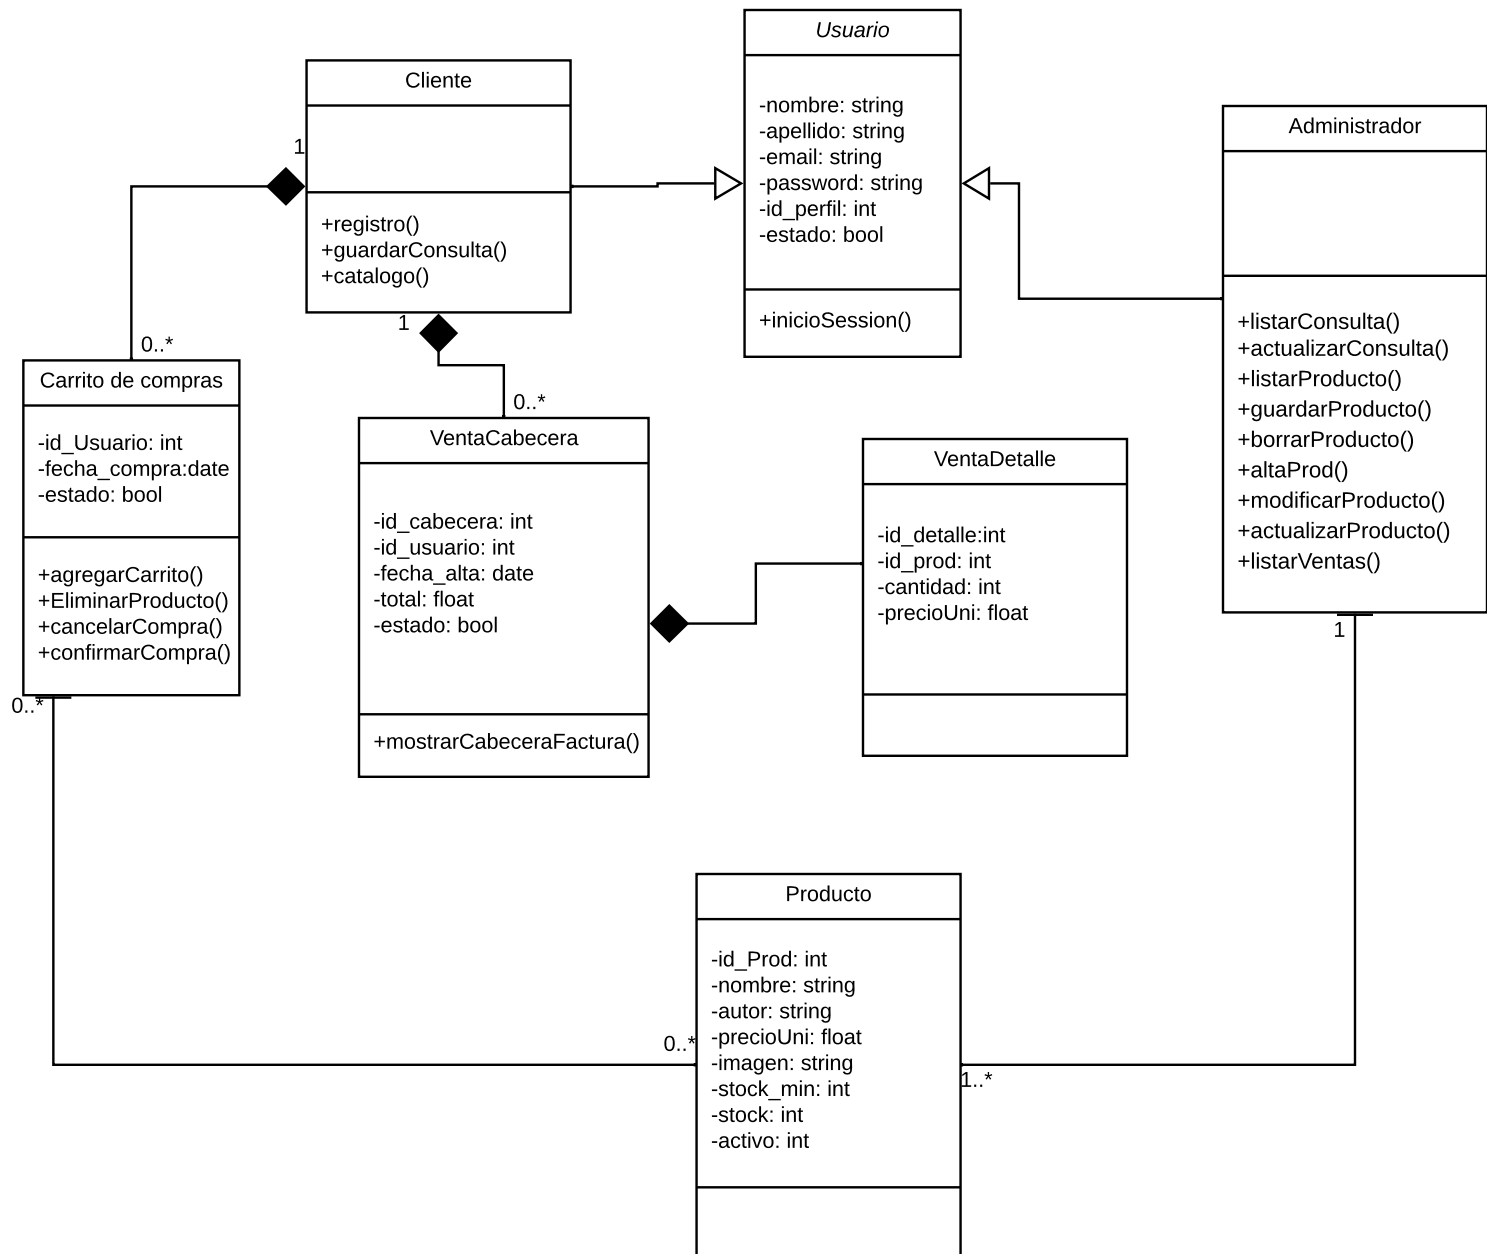 Usuario
-nombre: string
-apellido: string
-email: string
-password: string
-id_perfil: int
-estado: bool
+inicioSession()
Cliente
+registro()
+guardarConsulta()
+catalogo()
1
1
0..*
0..*
Administrador
+listarConsulta()
+actualizarConsulta()
+listarProducto()
+guardarProducto()
+borrarProducto()
+altaProd()
+modificarProducto()
+actualizarProducto()
+listarVentas()
1
Carrito de compras
-id_Usuario: int
-fecha_compra:date
-estado: bool
+agregarCarrito()
+EliminarProducto()
+cancelarCompra()
+confirmarCompra()
0..*
VentaCabecera
-id_cabecera: int
-id_usuario: int
-fecha_alta: date
-total: float
-estado: bool
+mostrarCabeceraFactura()
VentaDetalle
-id_detalle:int
-id_prod: int
-cantidad: int
-precioUni: float
Producto
-id_Prod: int
-nombre: string
-autor: string
-precioUni: float
-imagen: string
-stock_min: int
-stock: int
-activo: int
0..*
1..*